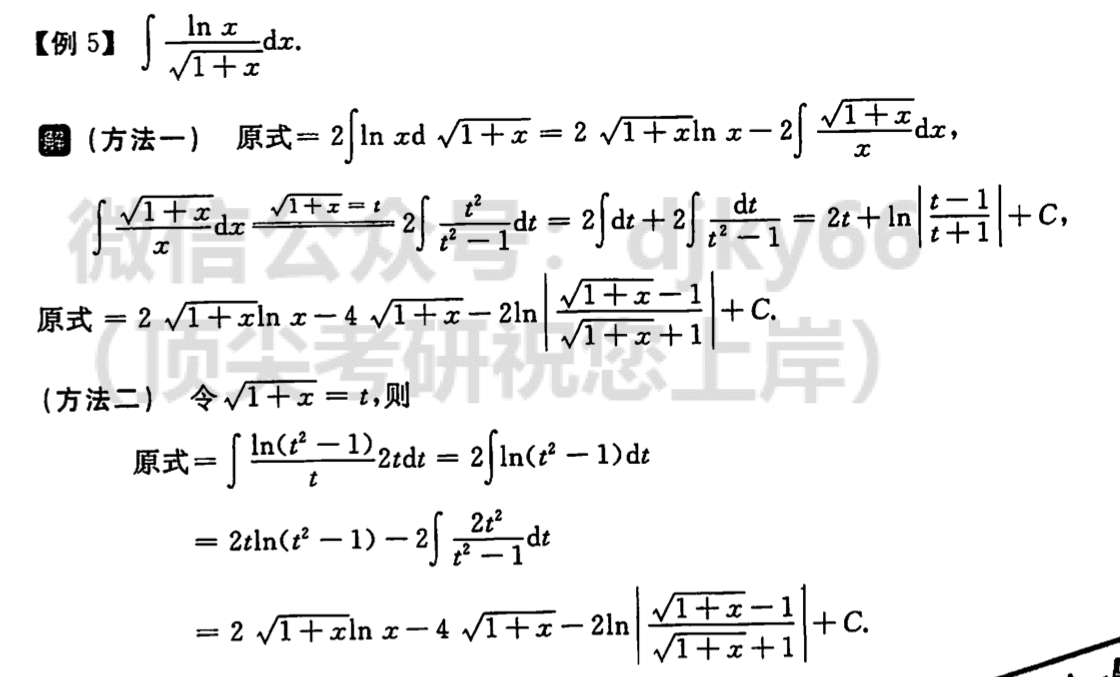 【例 5】 ∫ ln x / √(1+x) dx.
解 (方法一) 原式 = 2∫ln x d√(1+x) = 2√(1+x) ln x − 2∫ √(1+x) / x dx,
∫ √(1+x) / x dx =(√(1+x) = t)= 2∫ t² / (t² − 1) dt = 2∫dt + 2∫ dt / (t² − 1) = 2t + ln|(t − 1) / (t + 1)| + C,
微信公众号：djky66
原式 = 2√(1+x) ln x − 4√(1+x) − 2ln|(√(1+x) − 1) / (√(1+x) + 1)| + C.
(顶尖考研祝您上岸)
(方法二) 令√(1+x) = t,则
原式 = ∫ ln(t² − 1) / t 2tdt = 2∫ln(t² − 1)dt
= 2tln(t² − 1) − 2∫ 2t² / (t² − 1) dt
= 2√(1+x) ln x − 4√(1+x) − 2ln|(√(1+x) − 1) / (√(1+x) + 1)| + C.